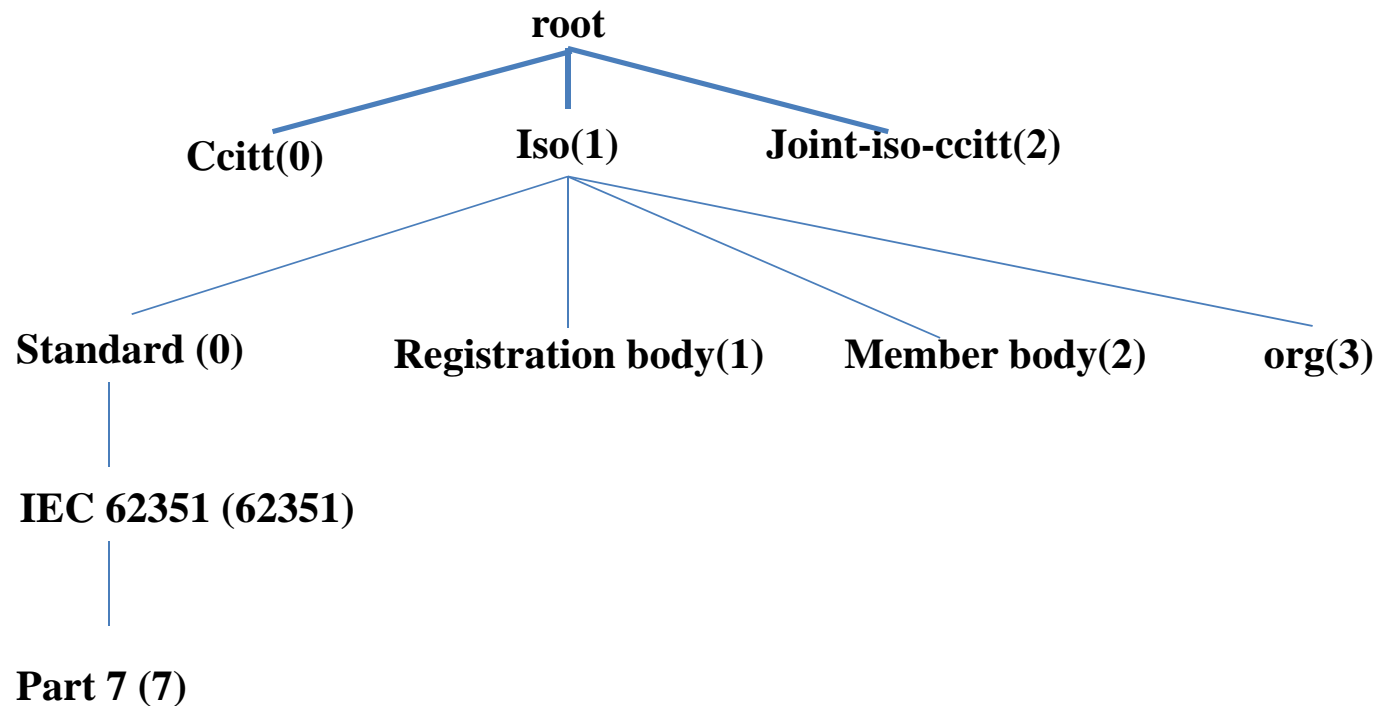 root
Ccitt(0)
Iso(1)
Joint-iso-ccitt(2)
Standard (0)
Registration body(1)
Member body(2)
org(3)
IEC 62351 (62351)
Part 7 (7)